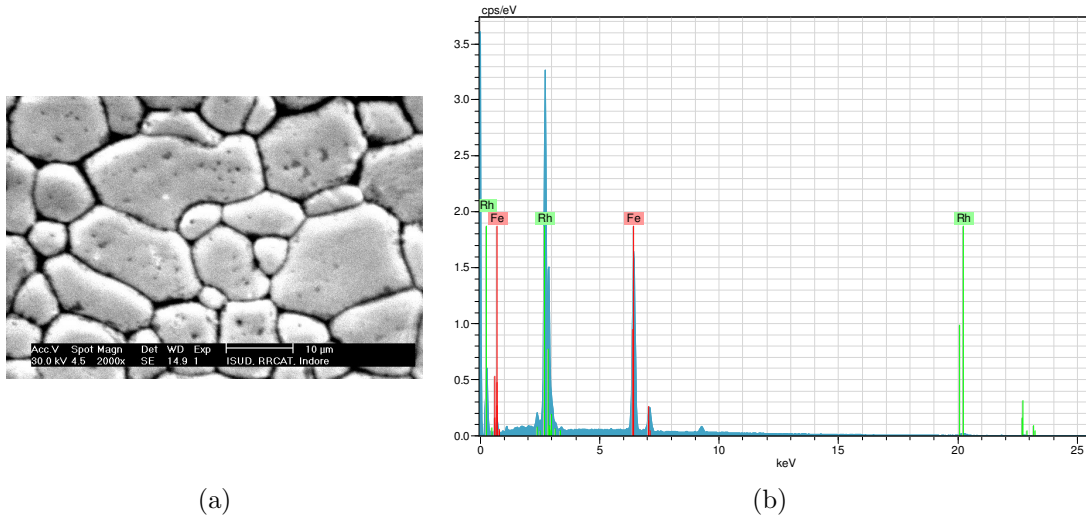 Acc.V Spot Magn Det WD Exp 10 µm
30.0 kV 4.5 2000x SE 14.9 1 ISUD, RRCAT, Indore
(a)
cps/eV
3.5
3.0
2.5
2.0
1.5
1.0
0.5
0.0
Rh
Fe
Rh
Fe
Rh
0 5 10 15 20 25
keV
(b)